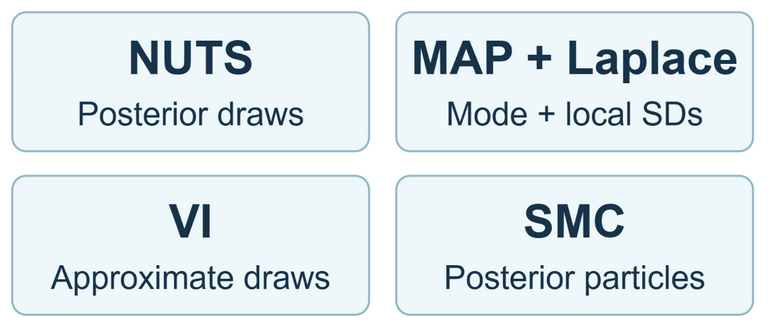 NUTS
Posterior draws
MAP + Laplace
Mode + local SDs
VI
Approximate draws
SMC
Posterior particles